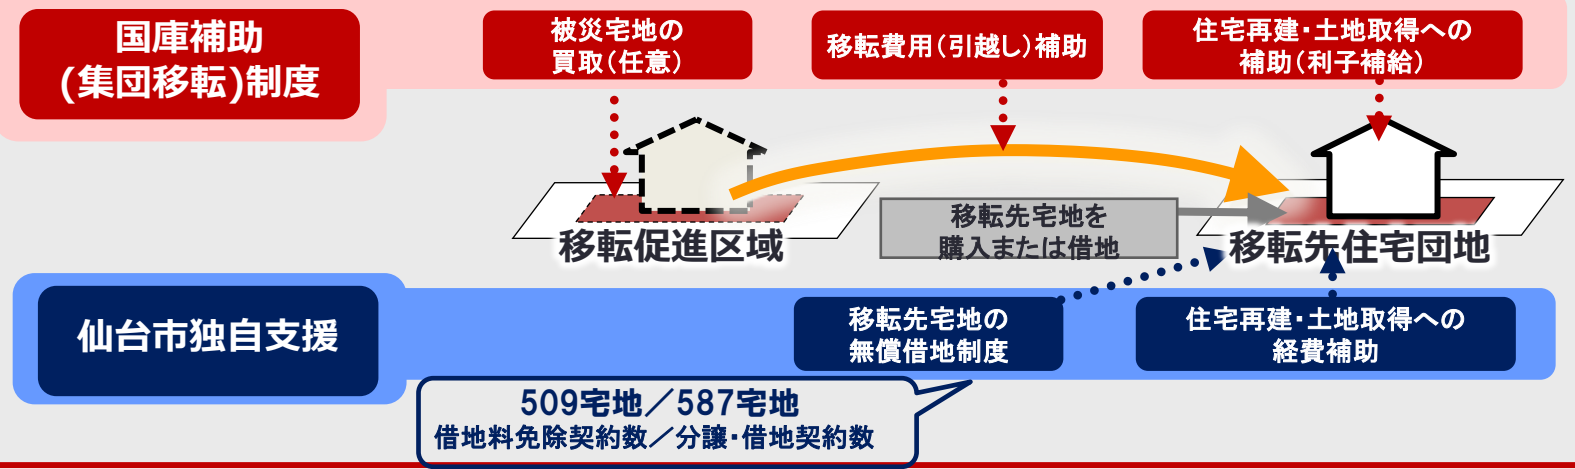 国庫補助
(集団移転)制度
被災宅地の
買取(任意)
移転費用(引越し)補助
住宅再建・土地取得への
補助(利子補給)
移転先宅地を
購入または借地
移転促進区域
移転先住宅団地
仙台市独自支援
移転先宅地の
無償借地制度
住宅再建・土地取得への
経費補助
509宅地／587宅地
借地料免除契約数／分譲・借地契約数